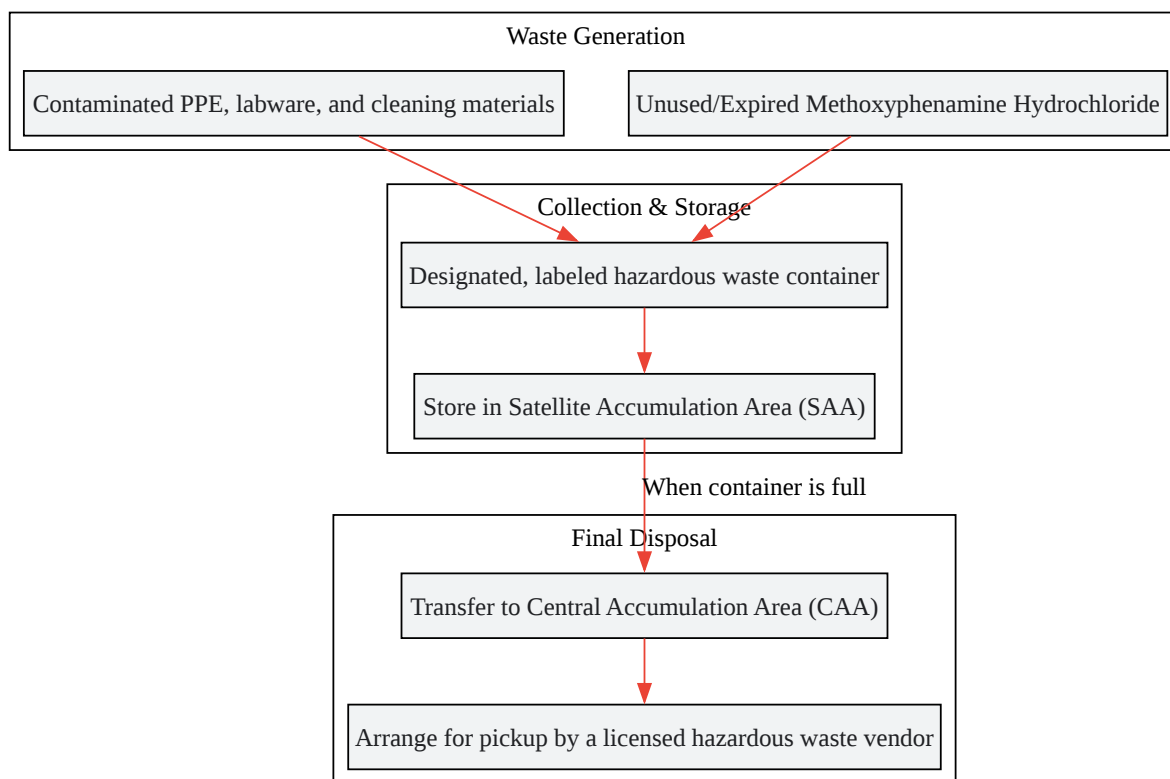 Waste Generation
Contaminated PPE, labware, and cleaning materials
Unused/Expired Methoxyphenamine Hydrochloride
Collection & Storage
Designated, labeled hazardous waste container
Store in Satellite Accumulation Area (SAA)
When container is full
Final Disposal
Transfer to Central Accumulation Area (CAA)
Arrange for pickup by a licensed hazardous waste vendor